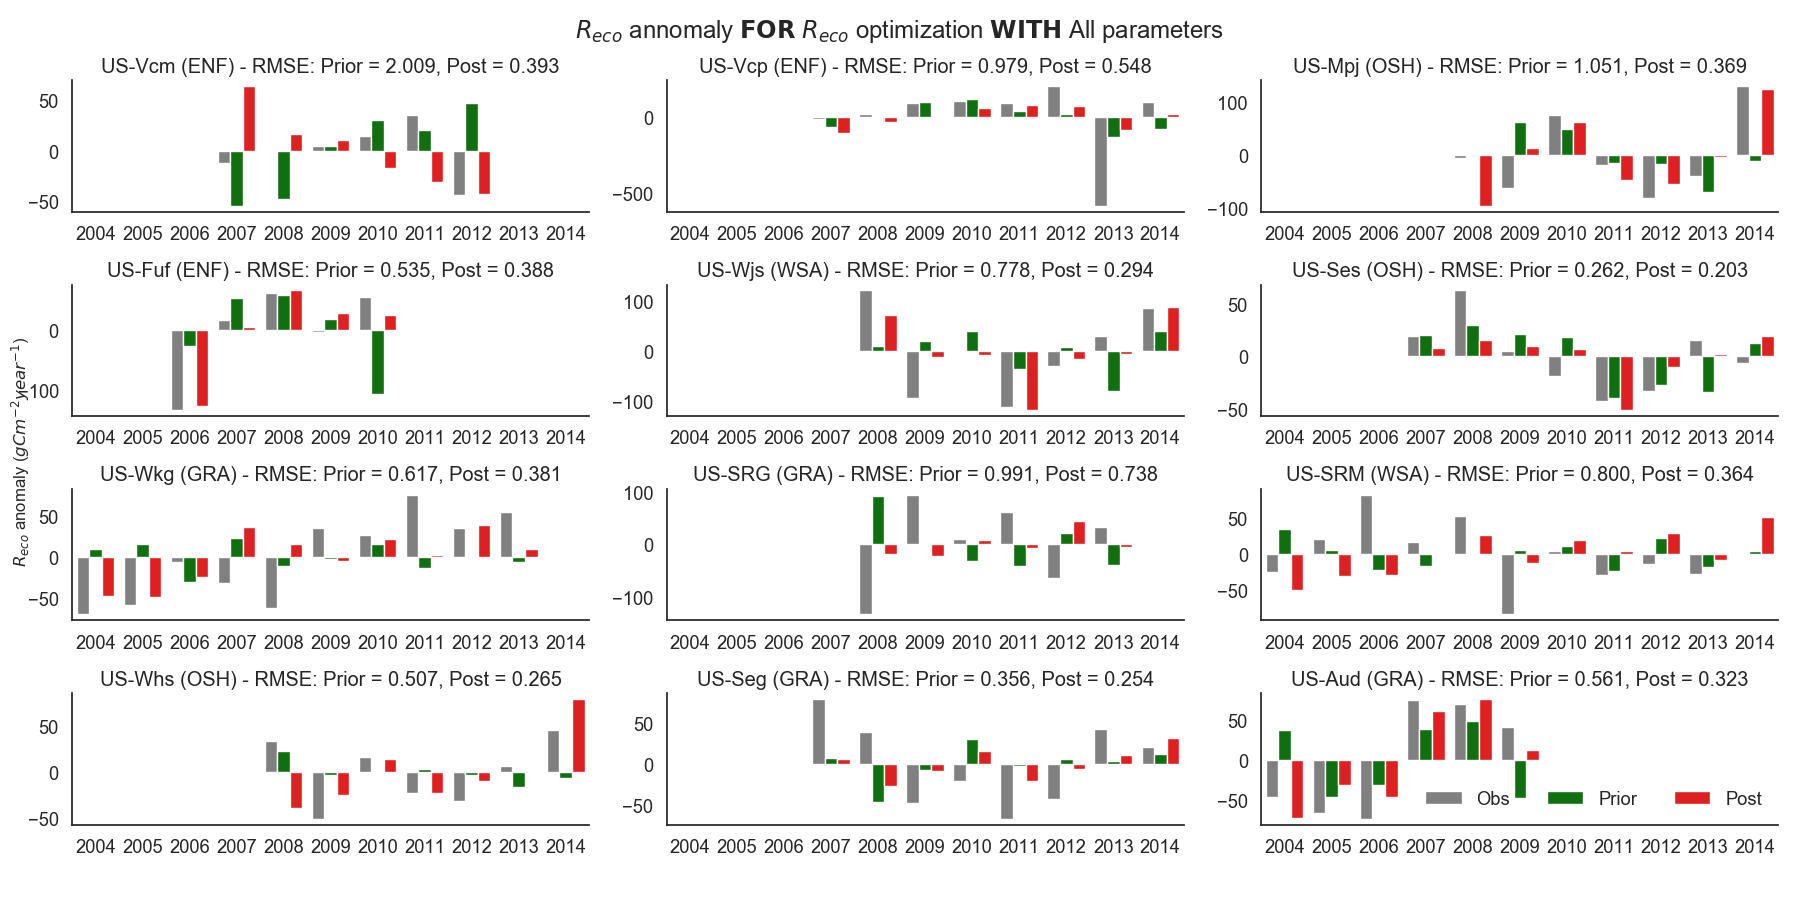 R_eco annomaly FOR R_eco optimization WITH All parameters
US-Vcm (ENF) - RMSE: Prior = 2.009, Post = 0.393
50
0
−50
2004 2005 2006 2007 2008 2009 2010 2011 2012 2013 2014
US-Vcp (ENF) - RMSE: Prior = 0.979, Post = 0.548
0
−500
2004 2005 2006 2007 2008 2009 2010 2011 2012 2013 2014
US-Mpj (OSH) - RMSE: Prior = 1.051, Post = 0.369
100
0
−100
2004 2005 2006 2007 2008 2009 2010 2011 2012 2013 2014
R_eco anomaly (gCm^−2 year^−1)
US-Fuf (ENF) - RMSE: Prior = 0.535, Post = 0.388
0
100
2004 2005 2006 2007 2008 2009 2010 2011 2012 2013 2014
US-Wjs (WSA) - RMSE: Prior = 0.778, Post = 0.294
100
0
−100
2004 2005 2006 2007 2008 2009 2010 2011 2012 2013 2014
US-Ses (OSH) - RMSE: Prior = 0.262, Post = 0.203
50
0
−50
2004 2005 2006 2007 2008 2009 2010 2011 2012 2013 2014
US-Wkg (GRA) - RMSE: Prior = 0.617, Post = 0.381
50
0
−50
2004 2005 2006 2007 2008 2009 2010 2011 2012 2013 2014
US-SRG (GRA) - RMSE: Prior = 0.991, Post = 0.738
100
0
−100
2004 2005 2006 2007 2008 2009 2010 2011 2012 2013 2014
US-SRM (WSA) - RMSE: Prior = 0.800, Post = 0.364
50
0
−50
2004 2005 2006 2007 2008 2009 2010 2011 2012 2013 2014
US-Whs (OSH) - RMSE: Prior = 0.507, Post = 0.265
50
0
−50
2004 2005 2006 2007 2008 2009 2010 2011 2012 2013 2014
US-Seg (GRA) - RMSE: Prior = 0.356, Post = 0.254
50
0
−50
2004 2005 2006 2007 2008 2009 2010 2011 2012 2013 2014
US-Aud (GRA) - RMSE: Prior = 0.561, Post = 0.323
50
0
−50
Obs Prior Post
2004 2005 2006 2007 2008 2009 2010 2011 2012 2013 2014